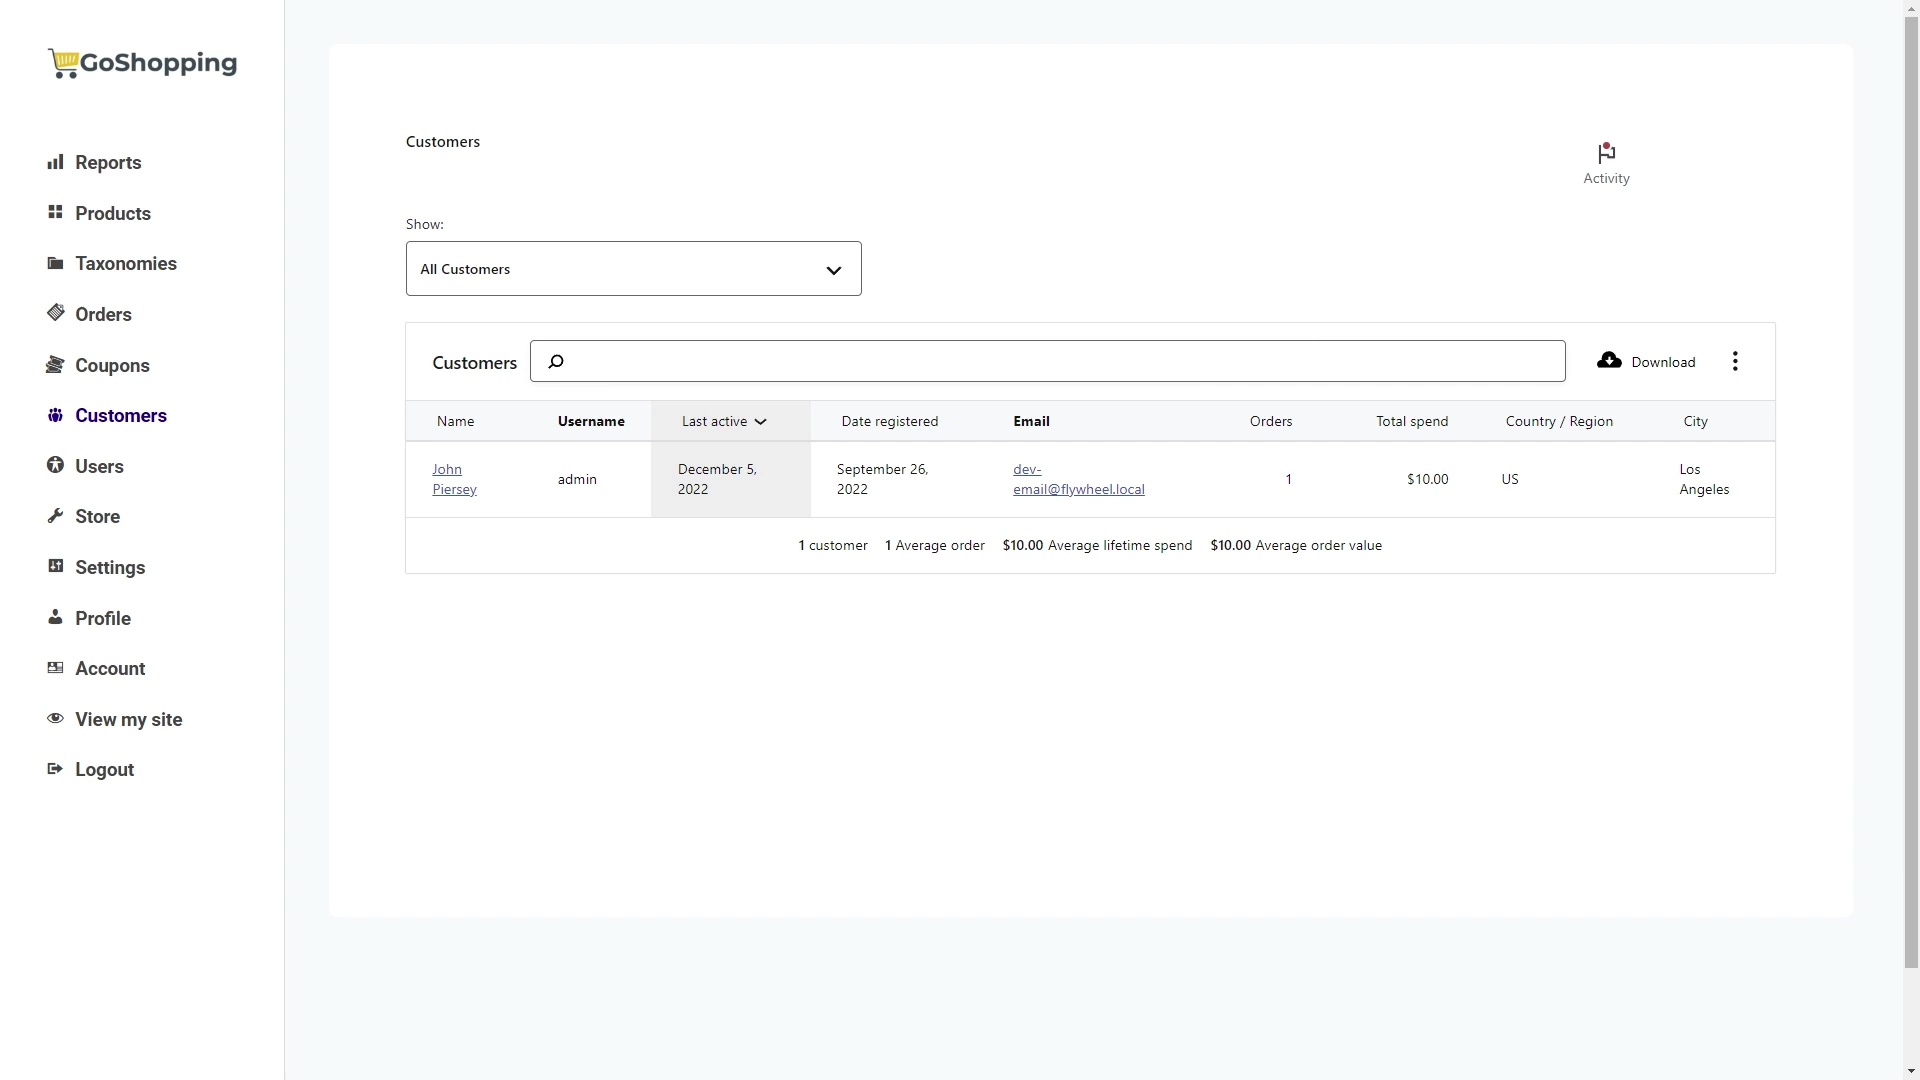 GoShopping
Reports
Products
Taxonomies
Orders
Coupons
Customers
Users
Store
Settings
Profile
Account
View my site
Logout
Customers
Activity
Show:
All Customers
Customers
Download
Name Username Last active Date registered Email Orders Total spend Country / Region City
John
Piersey
admin
December 5,
2022
September 26,
2022
dev-
email@flywheel.local
1
$10.00
US
Los
Angeles
1 customer 1 Average order $10.00 Average lifetime spend $10.00 Average order value